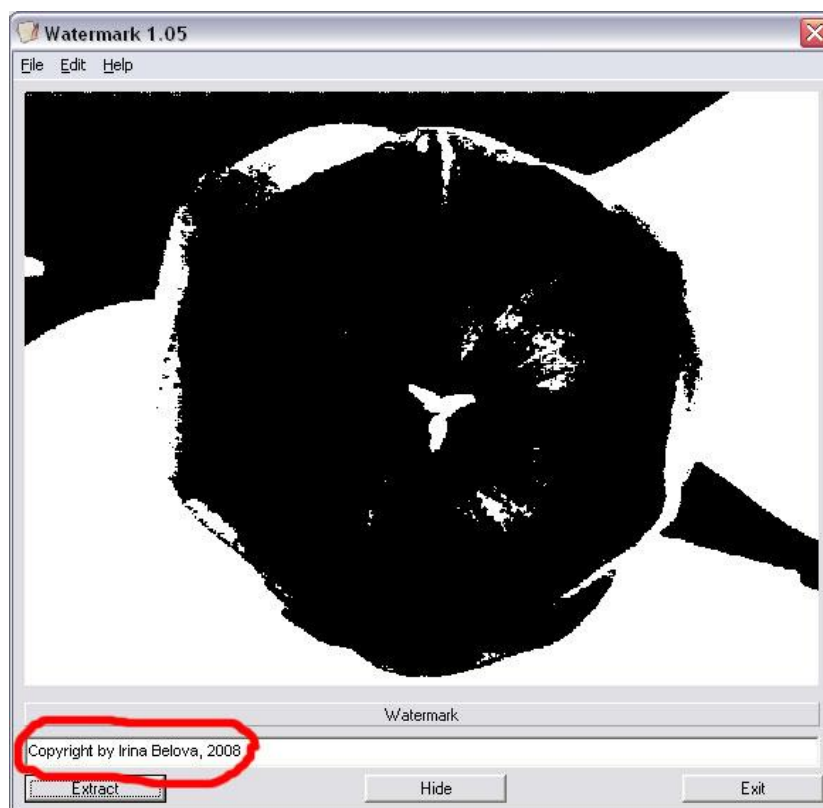 Watermark 1.05
File Edit Help
Watermark
Copyright by Irina Belova, 2008
Extract Hide Exit